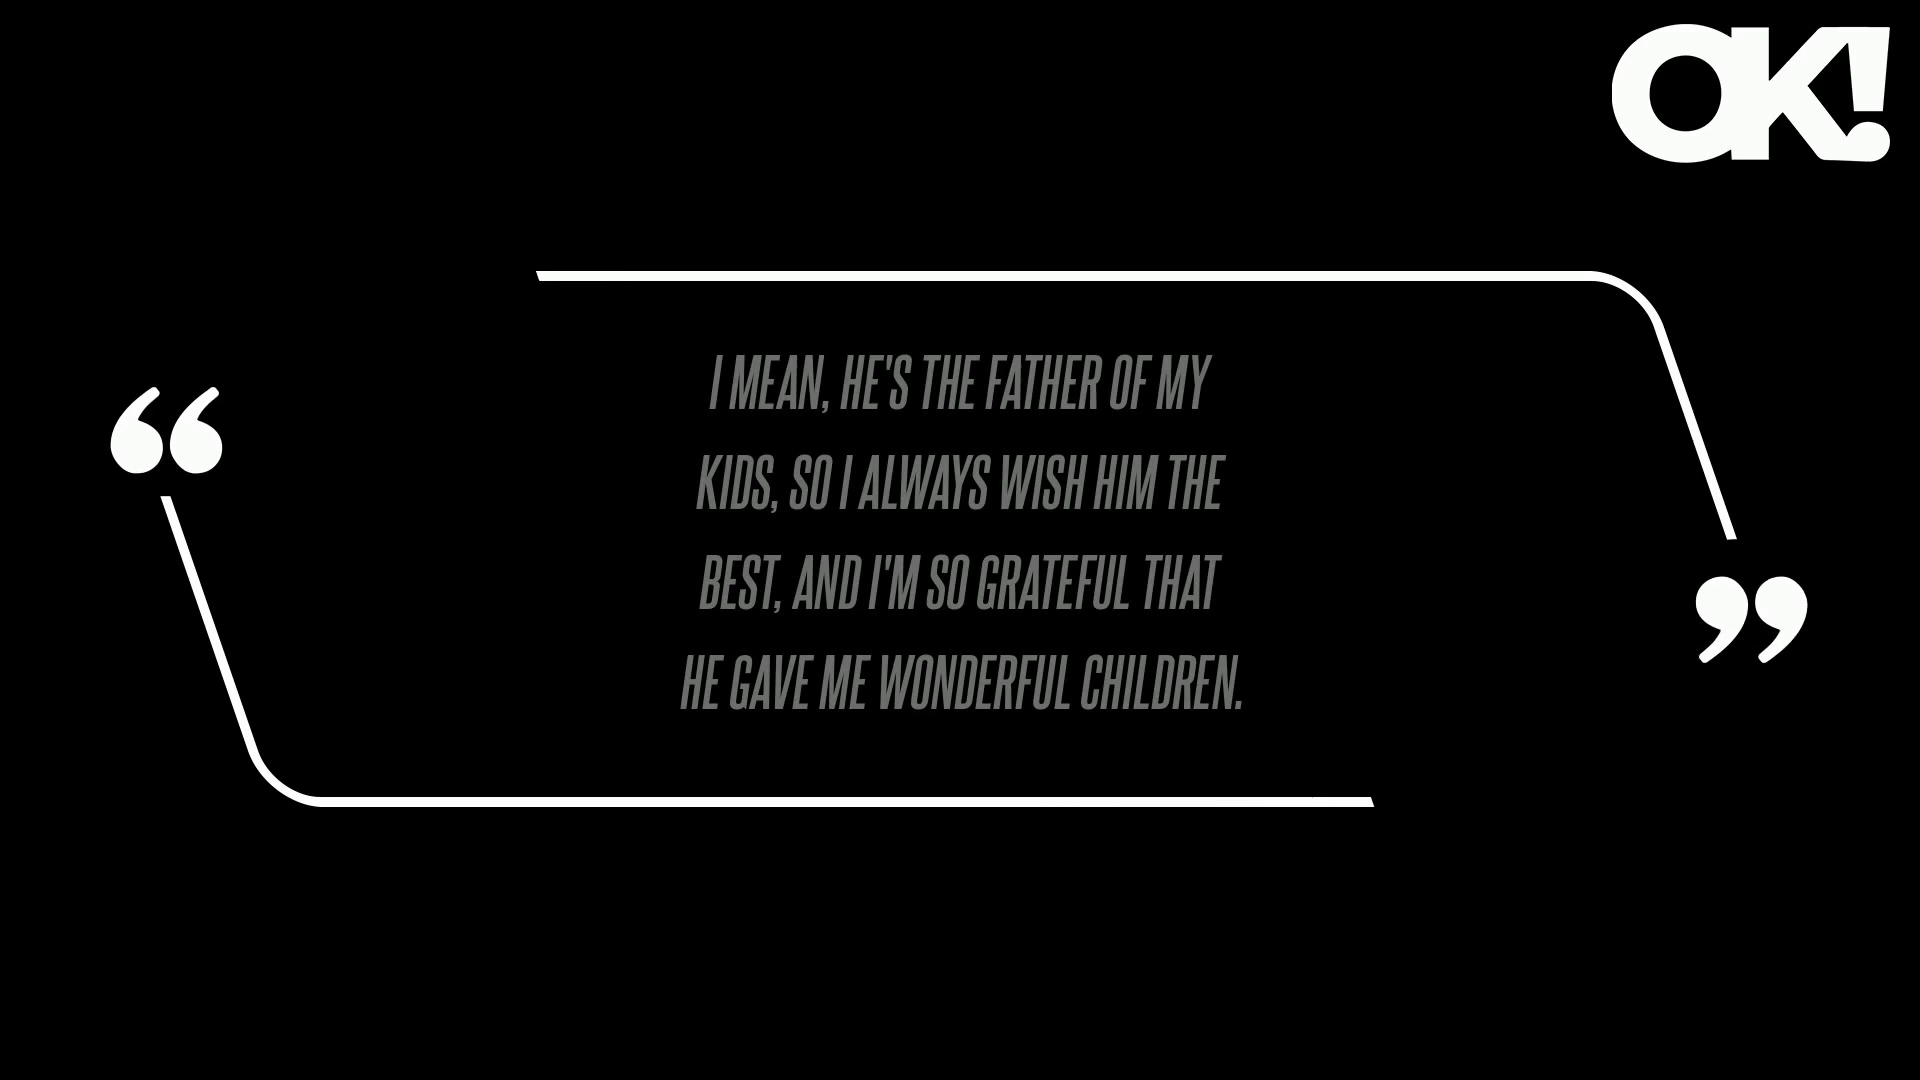 OK!
“
I MEAN, HE'S THE FATHER OF MY
KIDS, SO I ALWAYS WISH HIM THE
BEST, AND I'M SO GRATEFUL THAT
HE GAVE ME WONDERFUL CHILDREN.
”